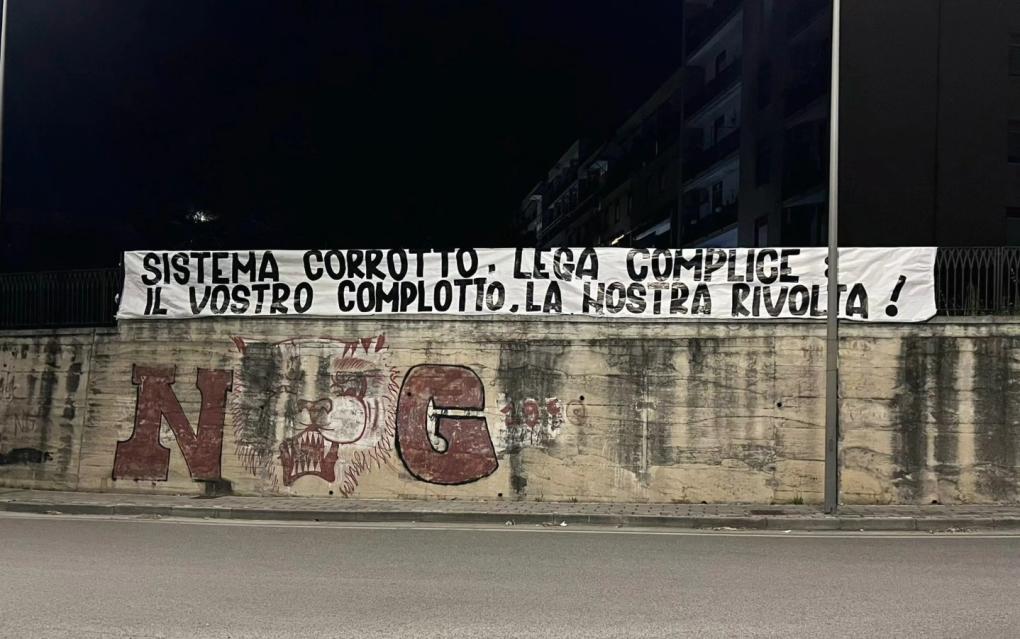 SISTEMA CORROTTO. LEGA COMPLICE :
IL VOSTRO COMPLOTTO, LA NOSTRA RIVOLTA !
N G